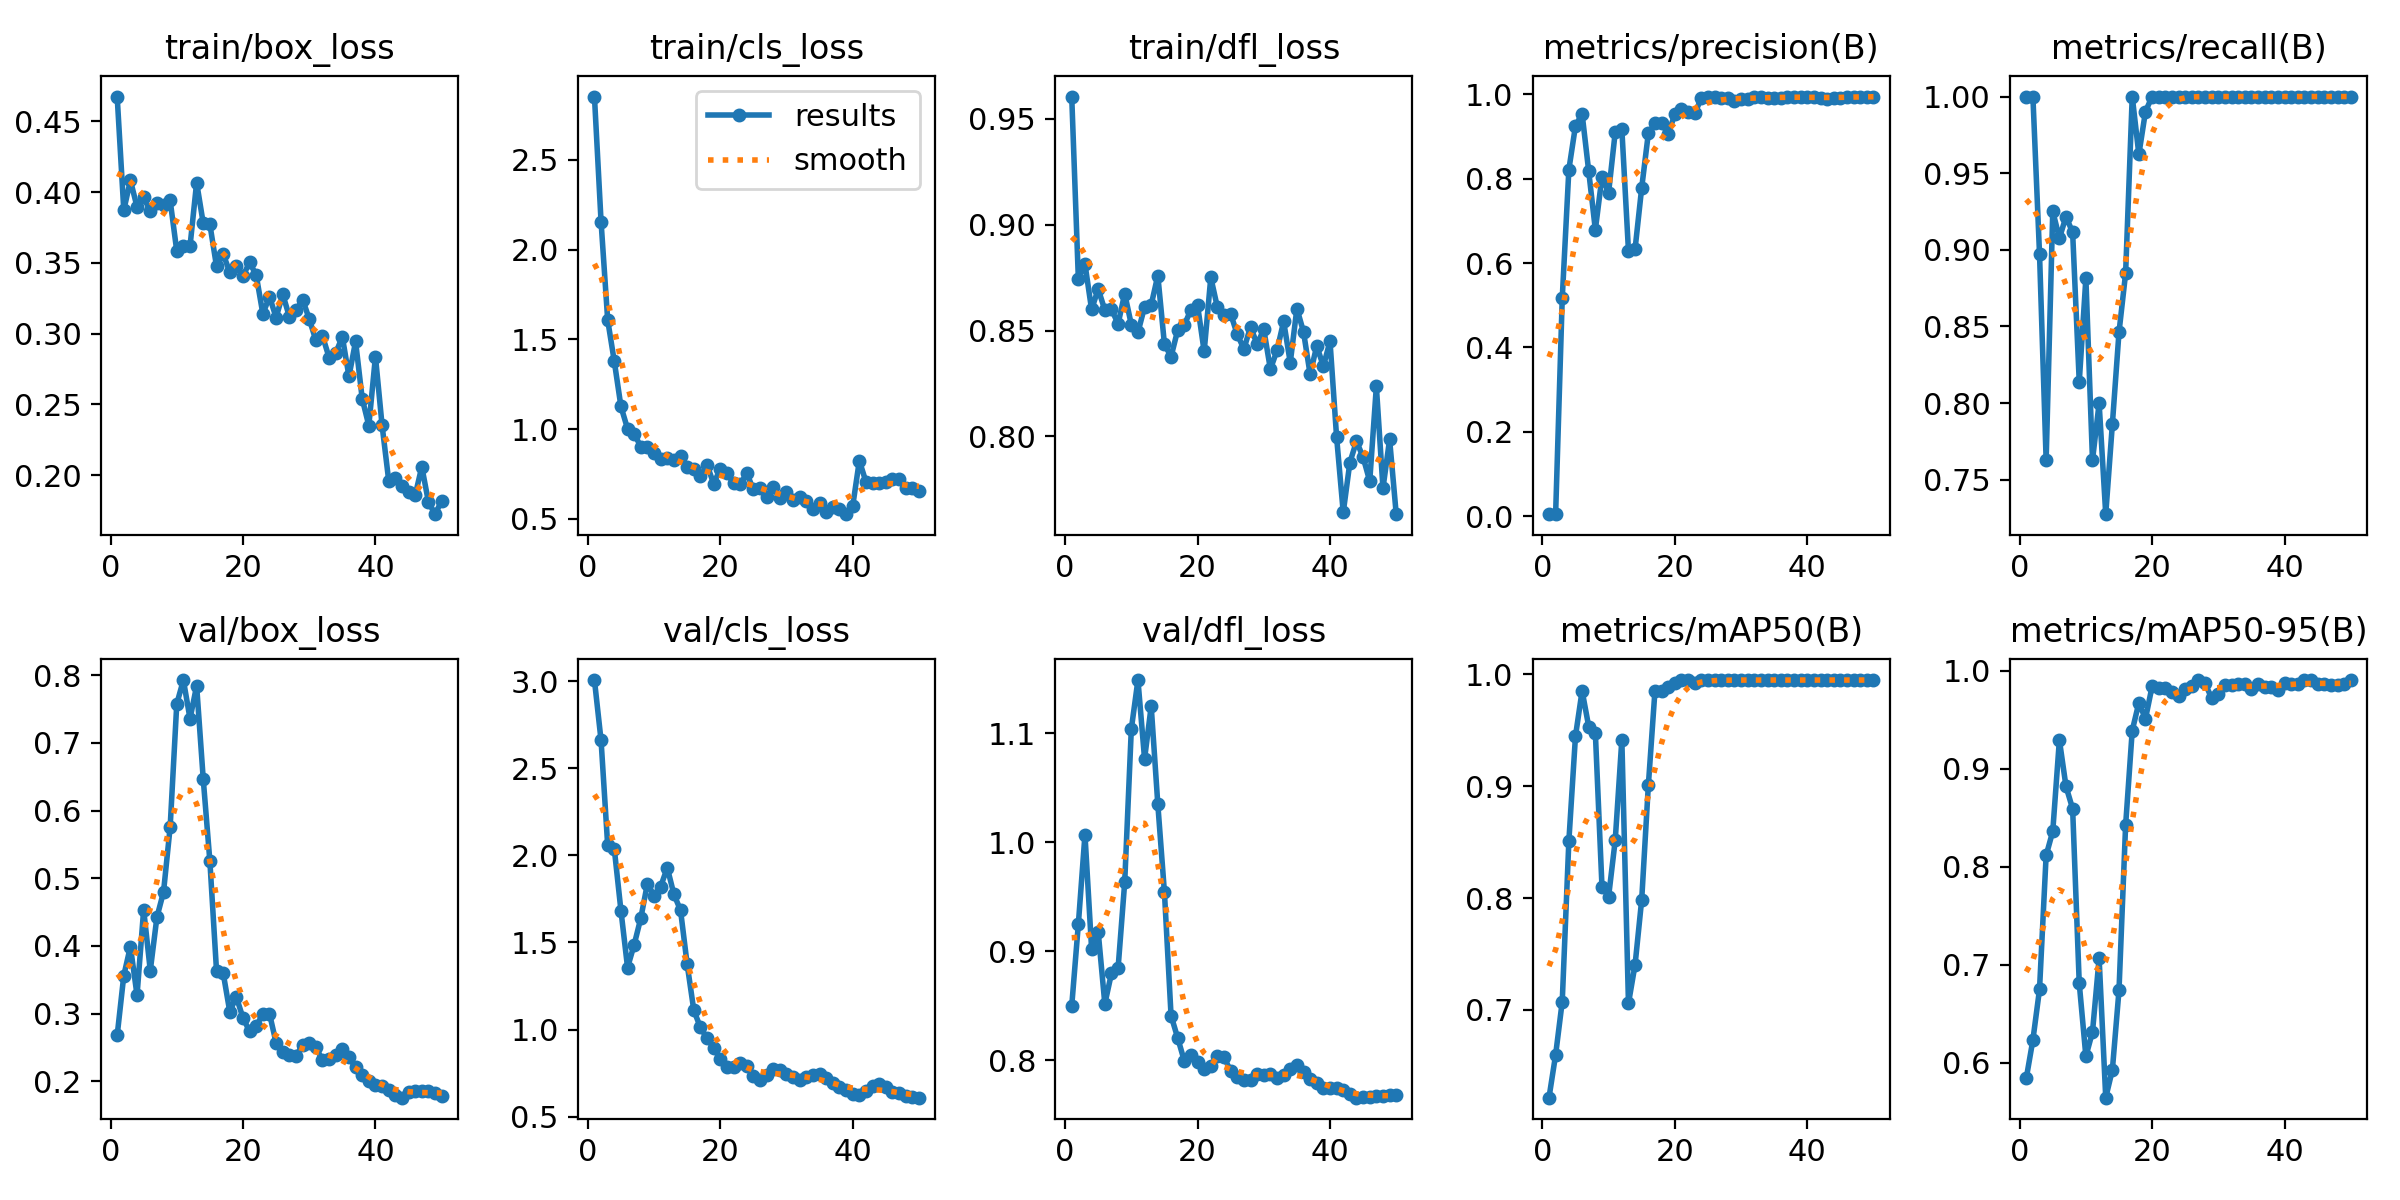 train/box_loss
0.45
0.40
0.35
0.30
0.25
0.20
0 20 40
train/cls_loss
results
smooth
2.5
2.0
1.5
1.0
0.5
0 20 40
train/dfl_loss
0.95
0.90
0.85
0.80
0 20 40
metrics/precision(B)
1.0
0.8
0.6
0.4
0.2
0.0
0 20 40
metrics/recall(B)
1.00
0.95
0.90
0.85
0.80
0.75
0 20 40
val/box_loss
0.8
0.7
0.6
0.5
0.4
0.3
0.2
0 20 40
val/cls_loss
3.0
2.5
2.0
1.5
1.0
0.5
0 20 40
val/dfl_loss
1.1
1.0
0.9
0.8
0 20 40
metrics/mAP50(B)
1.0
0.9
0.8
0.7
0 20 40
metrics/mAP50-95(B)
1.0
0.9
0.8
0.7
0.6
0 20 40